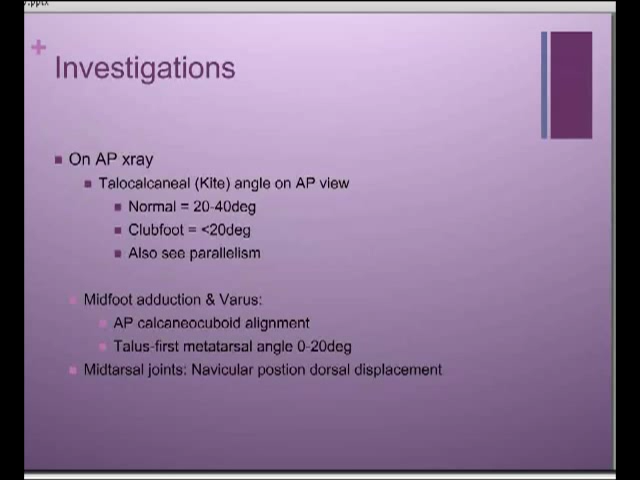 .pptx
+
Investigations
On AP xray
Talocalcaneal (Kite) angle on AP view
Normal = 20-40deg
Clubfoot = <20deg
Also see parallelism
Midfoot adduction & Varus:
AP calcaneocuboid alignment
Talus-first metatarsal angle 0-20deg
Midtarsal joints: Navicular postion dorsal displacement